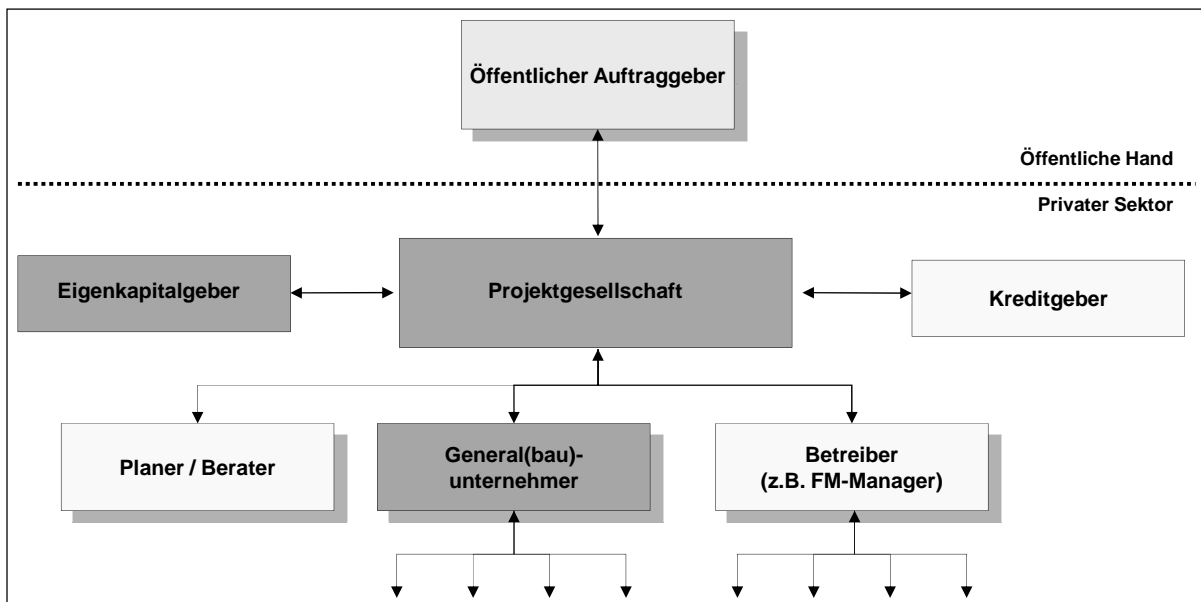 Öffentlicher Auftraggeber
Öffentliche Hand
Privater Sektor
Eigenkapitalgeber
Projektgesellschaft
Kreditgeber
Planer / Berater
General(bau)-
unternehmer
Betreiber
(z.B. FM-Manager)